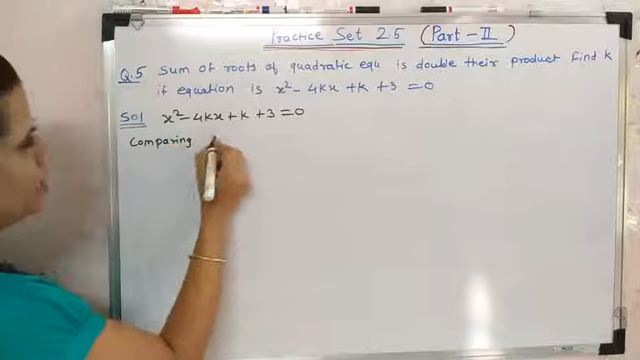 Practice Set 2.5 (Part-II)
Q.5 Sum of roots of quadratic equ is double their product find k
if equation is x² - 4kx + k + 3 = 0
Sol x² - 4kx + k + 3 = 0
Comparing